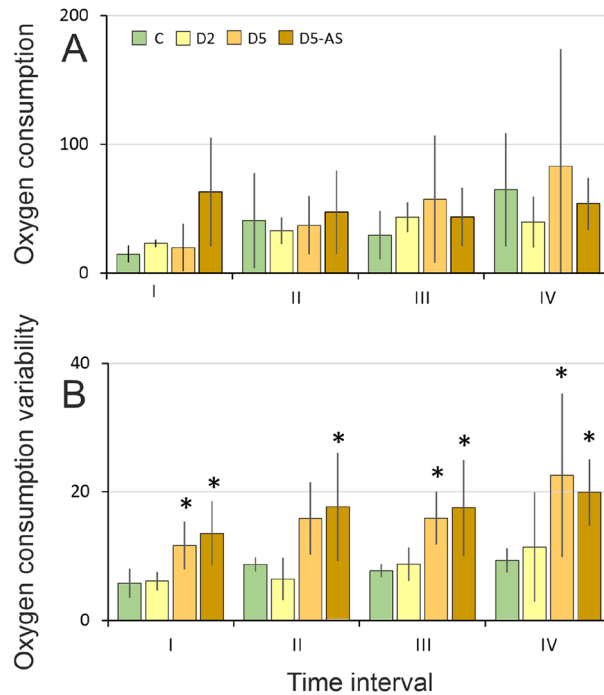 200
A
C D2 D5 D5-AS
Oxygen consumption
100
0
I II III IV
40
B
* * * * * * *
Oxygen consumption variability
20
0
I II III IV
Time interval